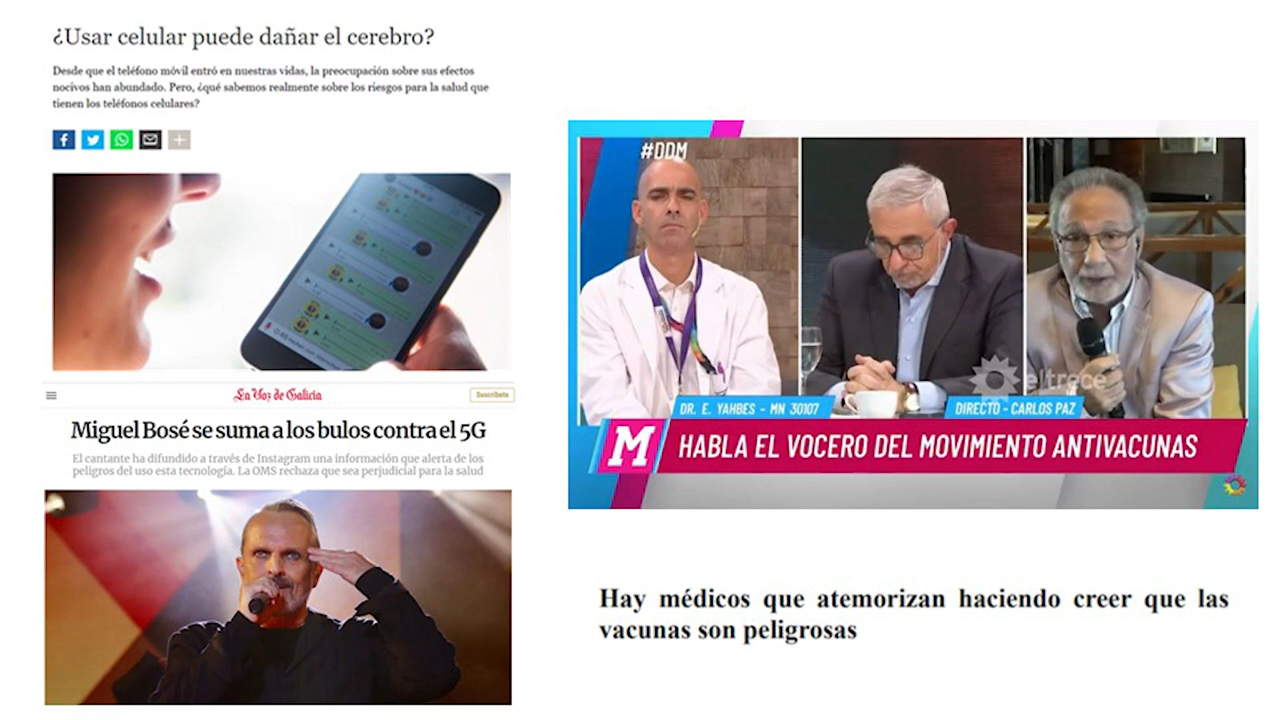 ¿Usar celular puede dañar el cerebro?
Desde que el teléfono móvil entró en nuestras vidas, la preocupación sobre sus efectos
nocivos han abundado. Pero, ¿qué sabemos realmente sobre los riesgos para la salud que
tienen los teléfonos celulares?
La Voz de Galicia
Suscríbete
Miguel Bosé se suma a los bulos contra el 5G
El cantante ha difundido a través de Instagram una información que alerta de los
peligros del uso esta tecnología. La OMS rechaza que sea perjudicial para la salud
#DDM
eltrece
DR. E. YAHBES - MN 30107
DIRECTO - CARLOS PAZ
M
HABLA EL VOCERO DEL MOVIMIENTO ANTIVACUNAS
Hay médicos que atemorizan haciendo creer que las
vacunas son peligrosas